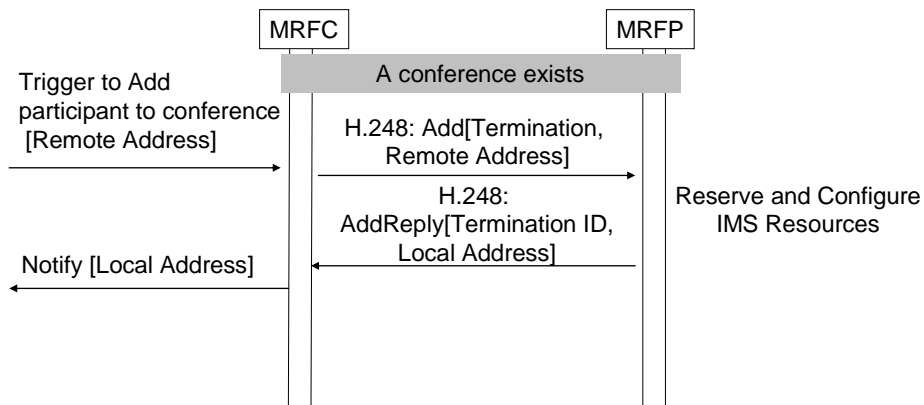 MRFC
MRFP
A conference exists
Trigger to Add
participant to conference
[Remote Address]
H.248: Add[Termination,
Remote Address]
H.248:
AddReply[Termination ID,
Local Address]
Reserve and Configure
IMS Resources
Notify [Local Address]